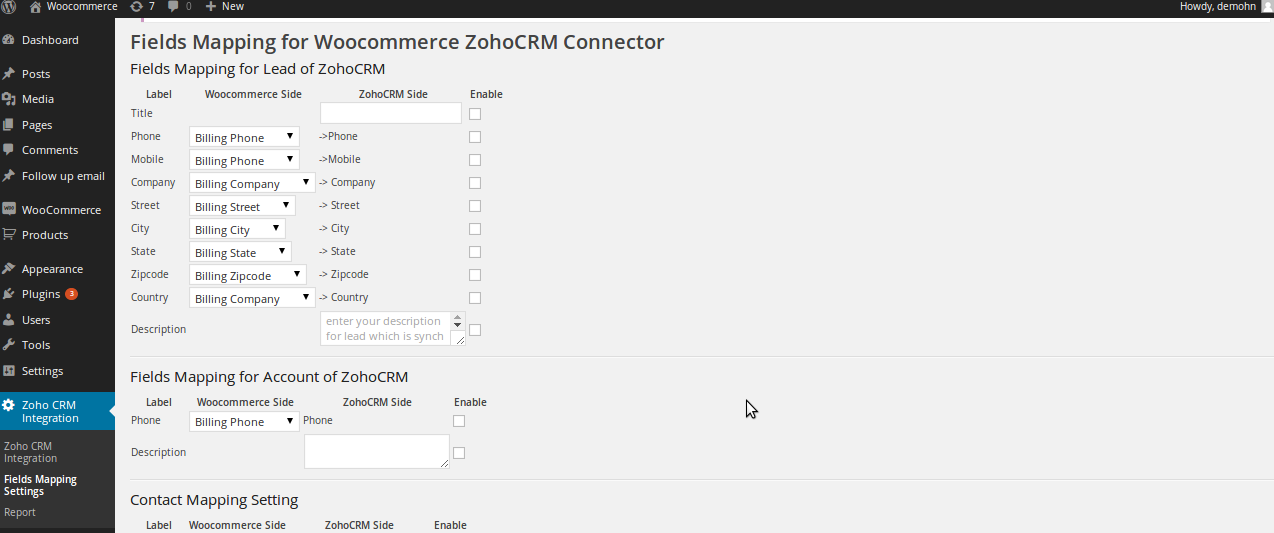 Woocommerce 7 0 New Howdy, demohn
Dashboard
Posts
Media
Pages
Comments
Follow up email
WooCommerce
Products
Appearance
Plugins 3
Users
Tools
Settings
Zoho CRM
Integration
Zoho CRM
Integration
Fields Mapping
Settings
Report
Fields Mapping for Woocommerce ZohoCRM Connector
Fields Mapping for Lead of ZohoCRM
Label Woocommerce Side ZohoCRM Side Enable
Title
Phone Billing Phone ->Phone
Mobile Billing Phone ->Mobile
Company Billing Company -> Company
Street Billing Street -> Street
City Billing City -> City
State Billing State -> State
Zipcode Billing Zipcode -> Zipcode
Country Billing Company -> Country
Description enter your description
for lead which is synch
Fields Mapping for Account of ZohoCRM
Label Woocommerce Side ZohoCRM Side Enable
Phone Billing Phone Phone
Description
Contact Mapping Setting
Label Woocommerce Side ZohoCRM Side Enable